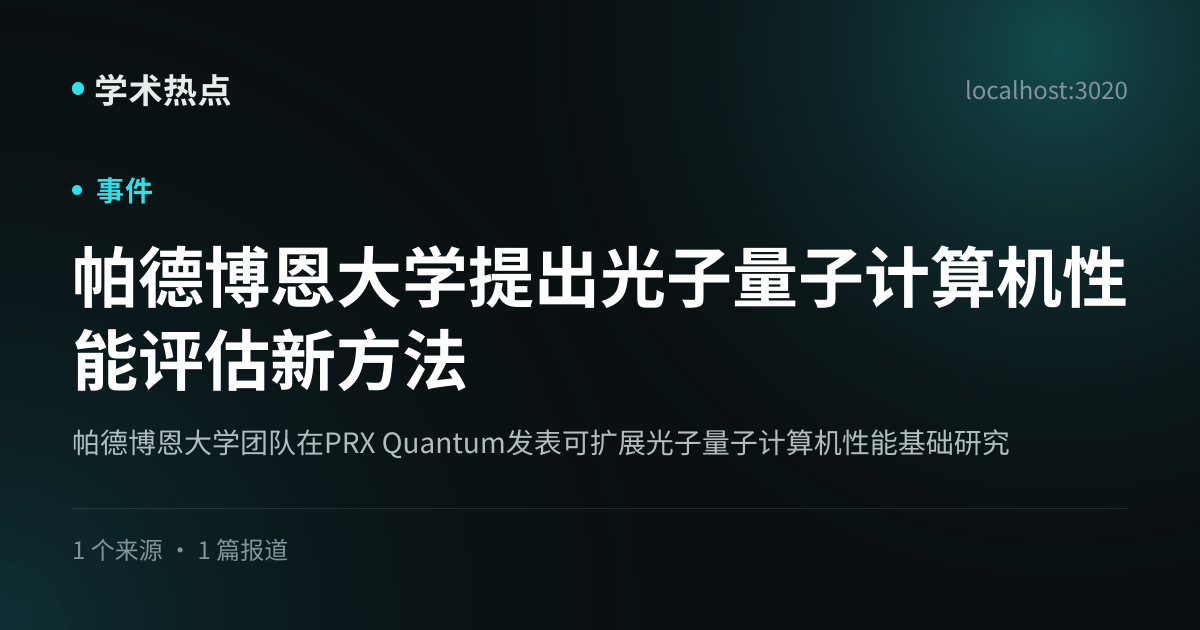 学术热点
localhost:3020
事件
帕德博恩大学提出光子量子计算机性
能评估新方法
帕德博恩大学团队在PRX Quantum发表可扩展光子量子计算机性能基础研究
1 个来源 · 1 篇报道